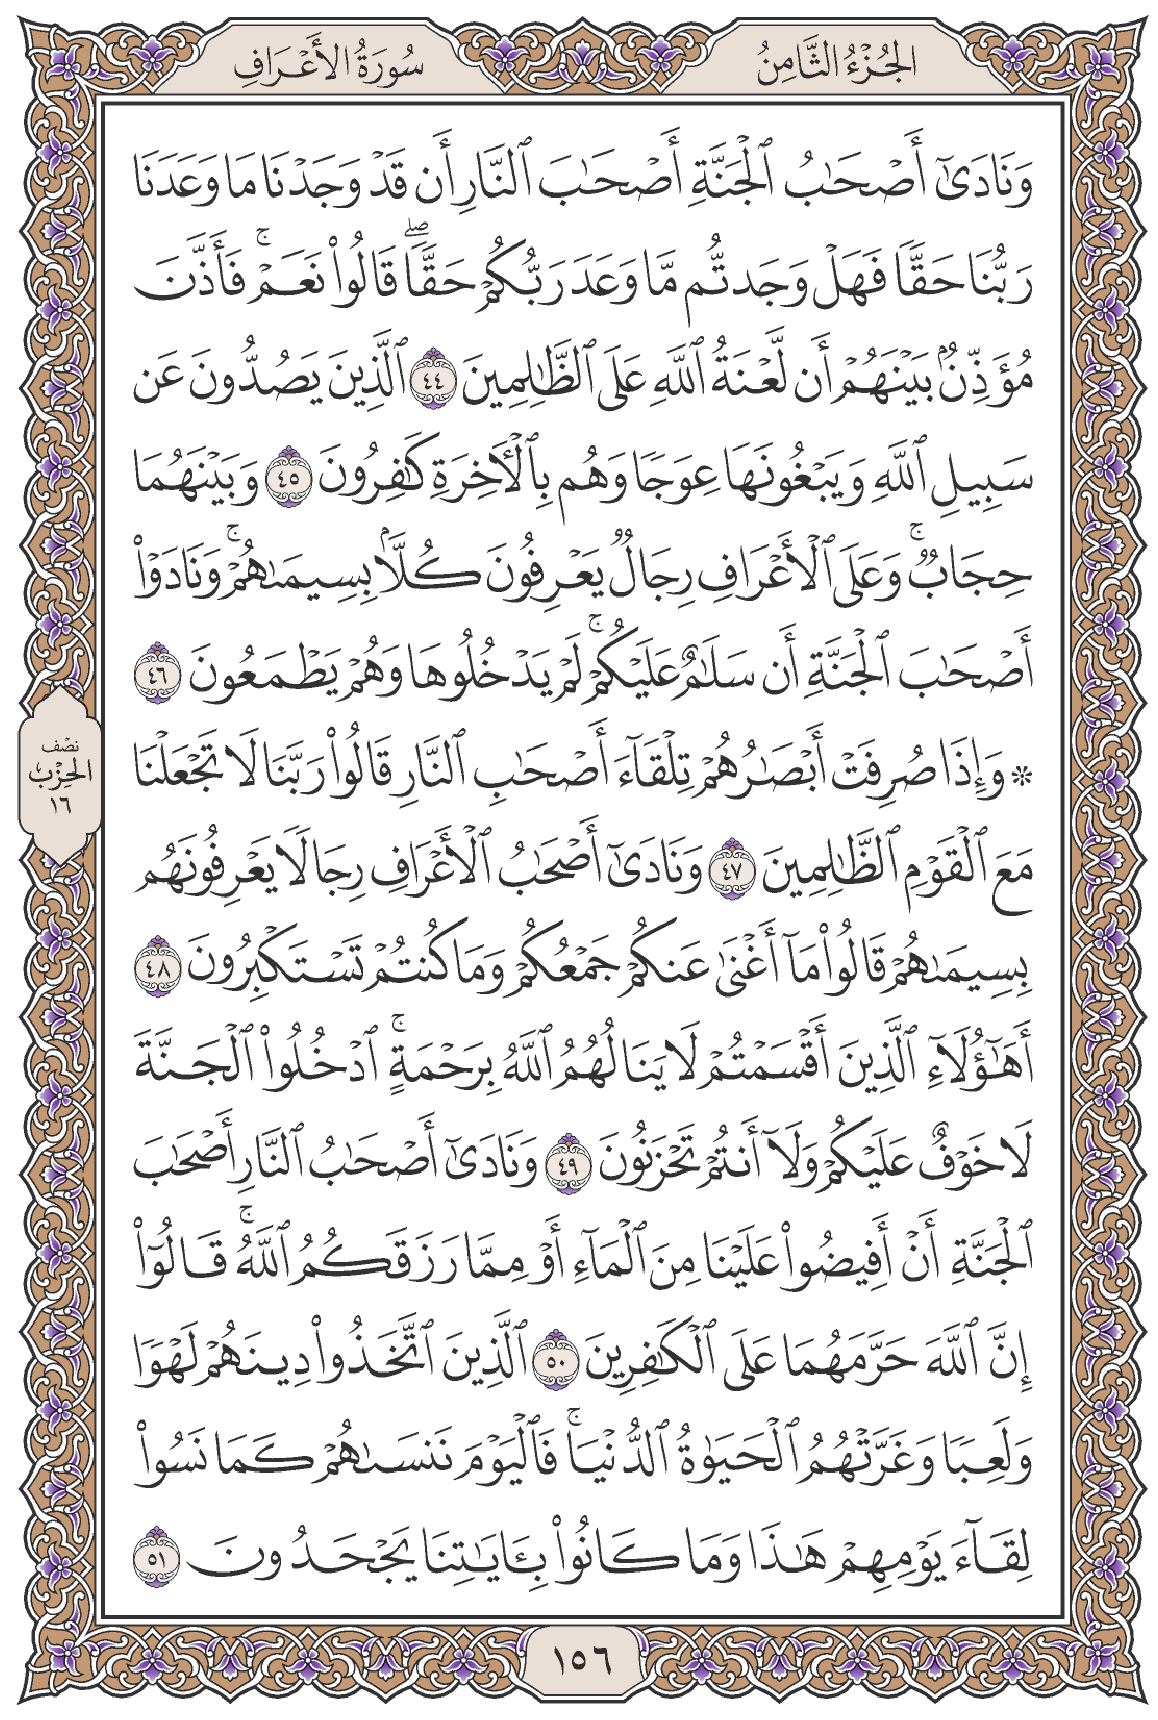 الجُزْءُ الثَّامِنُ
سُورَةُ الأَعْرَافِ
وَنَادَىٰٓ أَصْحَٰبُ ٱلْجَنَّةِ أَصْحَٰبَ ٱلنَّارِ أَن قَدْ وَجَدْنَا مَا وَعَدَنَا
رَبُّنَا حَقًّا فَهَلْ وَجَدتُّم مَّا وَعَدَ رَبُّكُمْ حَقًّاۖ قَالُوا۟ نَعَمْۚ فَأَذَّنَ
مُؤَذِّنٌۢ بَيْنَهُمْ أَن لَّعْنَةُ ٱللَّهِ عَلَى ٱلظَّٰلِمِينَ ٤٤ ٱلَّذِينَ يَصُدُّونَ عَن
سَبِيلِ ٱللَّهِ وَيَبْغُونَهَا عِوَجًا وَهُم بِٱلْءَاخِرَةِ كَٰفِرُونَ ٤٥ وَبَيْنَهُمَا
حِجَابٌۚ وَعَلَى ٱلْأَعْرَافِ رِجَالٌ يَعْرِفُونَ كُلًّۢا بِسِيمَىٰهُمْۚ وَنَادَوْا۟
أَصْحَٰبَ ٱلْجَنَّةِ أَن سَلَٰمٌ عَلَيْكُمْۚ لَمْ يَدْخُلُوهَا وَهُمْ يَطْمَعُونَ ٤٦
۞ وَإِذَا صُرِفَتْ أَبْصَٰرُهُمْ تِلْقَآءَ أَصْحَٰبِ ٱلنَّارِ قَالُوا۟ رَبَّنَا لَا تَجْعَلْنَا
نصْف
الحِزْب
١٦
مَعَ ٱلْقَوْمِ ٱلظَّٰلِمِينَ ٤٧ وَنَادَىٰٓ أَصْحَٰبُ ٱلْأَعْرَافِ رِجَالًا يَعْرِفُونَهُم
بِسِيمَىٰهُمْ قَالُوا۟ مَآ أَغْنَىٰ عَنكُمْ جَمْعُكُمْ وَمَا كُنتُمْ تَسْتَكْبِرُونَ ٤٨
أَهَٰٓؤُلَآءِ ٱلَّذِينَ أَقْسَمْتُمْ لَا يَنَالُهُمُ ٱللَّهُ بِرَحْمَةٍۚ ٱدْخُلُوا۟ ٱلْجَنَّةَ
لَا خَوْفٌ عَلَيْكُمْ وَلَآ أَنتُمْ تَحْزَنُونَ ٤٩ وَنَادَىٰٓ أَصْحَٰبُ ٱلنَّارِ أَصْحَٰبَ
ٱلْجَنَّةِ أَنْ أَفِيضُوا۟ عَلَيْنَا مِنَ ٱلْمَآءِ أَوْ مِمَّا رَزَقَكُمُ ٱللَّهُۚ قَالُوٓا۟
إِنَّ ٱللَّهَ حَرَّمَهُمَا عَلَى ٱلْكَٰفِرِينَ ٥٠ ٱلَّذِينَ ٱتَّخَذُوا۟ دِينَهُمْ لَهْوًا
وَلَعِبًا وَغَرَّتْهُمُ ٱلْحَيَوٰةُ ٱلدُّنْيَاۚ فَٱلْيَوْمَ نَنسَىٰهُمْ كَمَا نَسُوا۟
لِقَآءَ يَوْمِهِمْ هَٰذَا وَمَا كَانُوا۟ بِـَٔايَٰتِنَا يَجْحَدُونَ ٥١
١٥٦